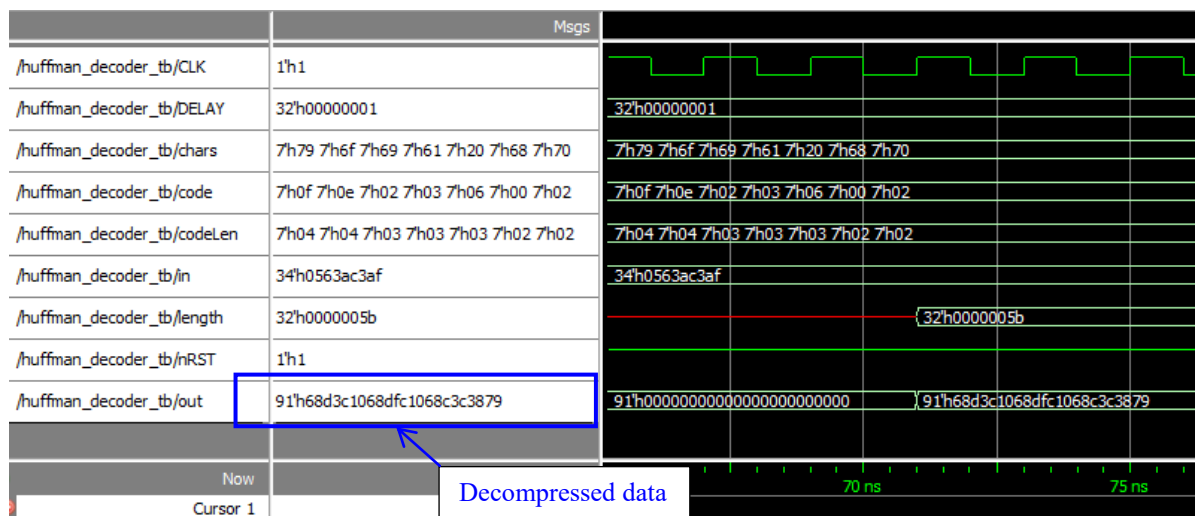 Msgs
/huffman_decoder_tb/CLK 1'h1
/huffman_decoder_tb/DELAY 32'h00000001 32'h00000001
/huffman_decoder_tb/chars 7'h79 7'h6f 7'h69 7'h61 7'h20 7'h68 7'h70 7'h79 7'h6f 7'h69 7'h61 7'h20 7'h68 7'h70
/huffman_decoder_tb/code 7'h0f 7'h0e 7'h02 7'h03 7'h06 7'h00 7'h02 7'h0f 7'h0e 7'h02 7'h03 7'h06 7'h00 7'h02
/huffman_decoder_tb/codeLen 7'h04 7'h04 7'h03 7'h03 7'h03 7'h02 7'h02 7'h04 7'h04 7'h03 7'h03 7'h03 7'h02 7'h02
/huffman_decoder_tb/in 34'h0563ac3af 34'h0563ac3af
/huffman_decoder_tb/length 32'h0000005b 32'h0000005b
/huffman_decoder_tb/nRST 1'h1
/huffman_decoder_tb/out 91'h68d3c1068dfc1068c3c3879 91'h00000000000000000000000 91'h68d3c1068dfc1068c3c3879
Now 70 ns 75 ns
Decompressed data
Cursor 1